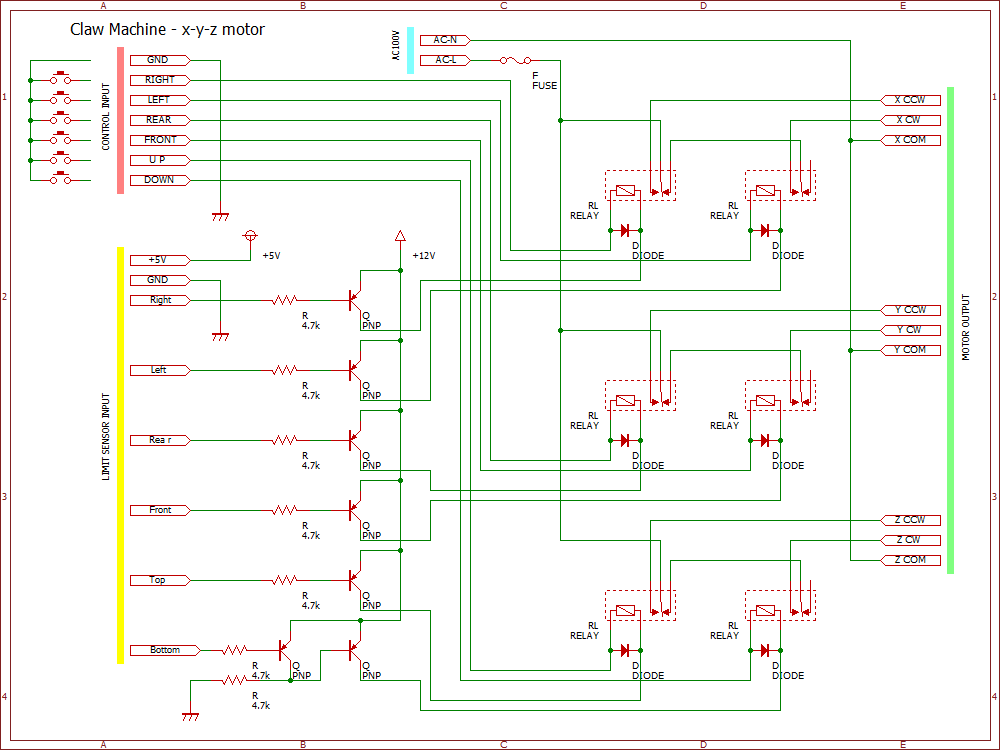 A B C D E
Claw Machine - x-y-z motor
AC100V
AC-N
AC-L
F
FUSE
CONTROL INPUT
GND
RIGHT
LEFT
REAR
FRONT
U P
DOWN
1
1
X CCW
X CW
X COM
RL
RELAY
RL
RELAY
D
DIODE
D
DIODE
+5V
+12V
LIMIT SENSOR INPUT
+5V
GND
Right
R
4.7k
Q
PNP
2
2
MOTOR OUTPUT
Y CCW
Y CW
Y COM
Left
R
4.7k
Q
PNP
RL
RELAY
RL
RELAY
D
DIODE
D
DIODE
Rea r
R
4.7k
Q
PNP
3
3
Front
R
4.7k
Q
PNP
Z CCW
Z CW
Z COM
Top
R
4.7k
Q
PNP
RL
RELAY
RL
RELAY
D
DIODE
D
DIODE
Bottom
R
4.7k
Q
PNP
Q
PNP
R
4.7k
4
4
A B C D E